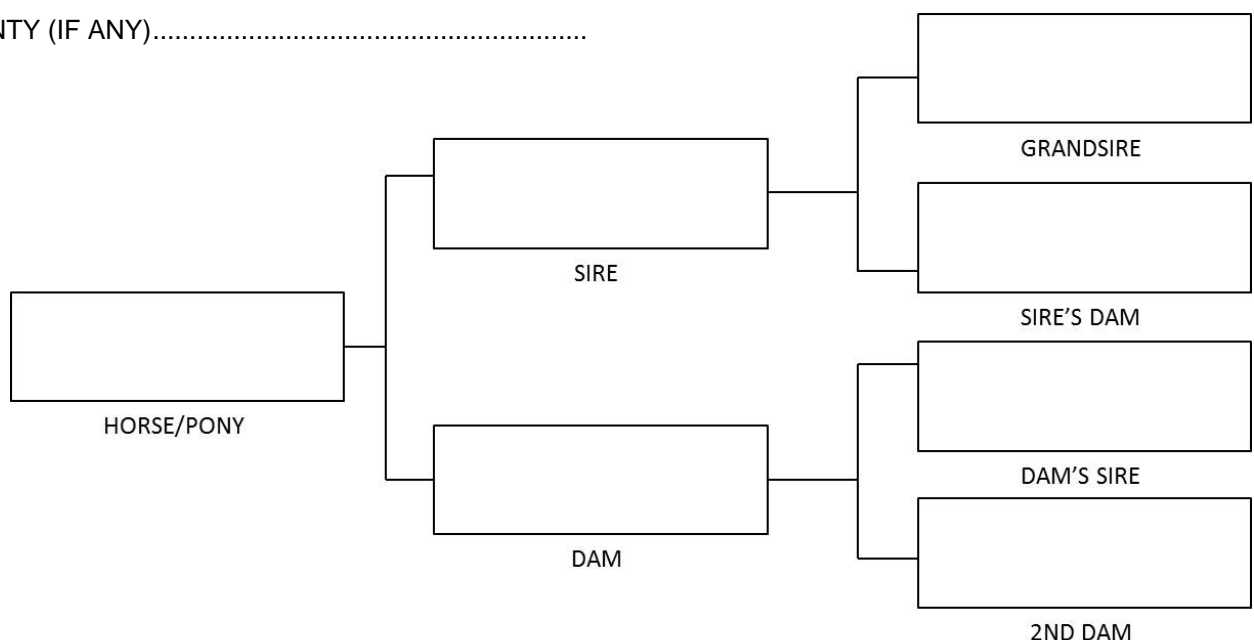 NTY (IF ANY)............................................................
GRANDSIRE
SIRE
SIRE'S DAM
HORSE/PONY
DAM'S SIRE
DAM
2ND DAM